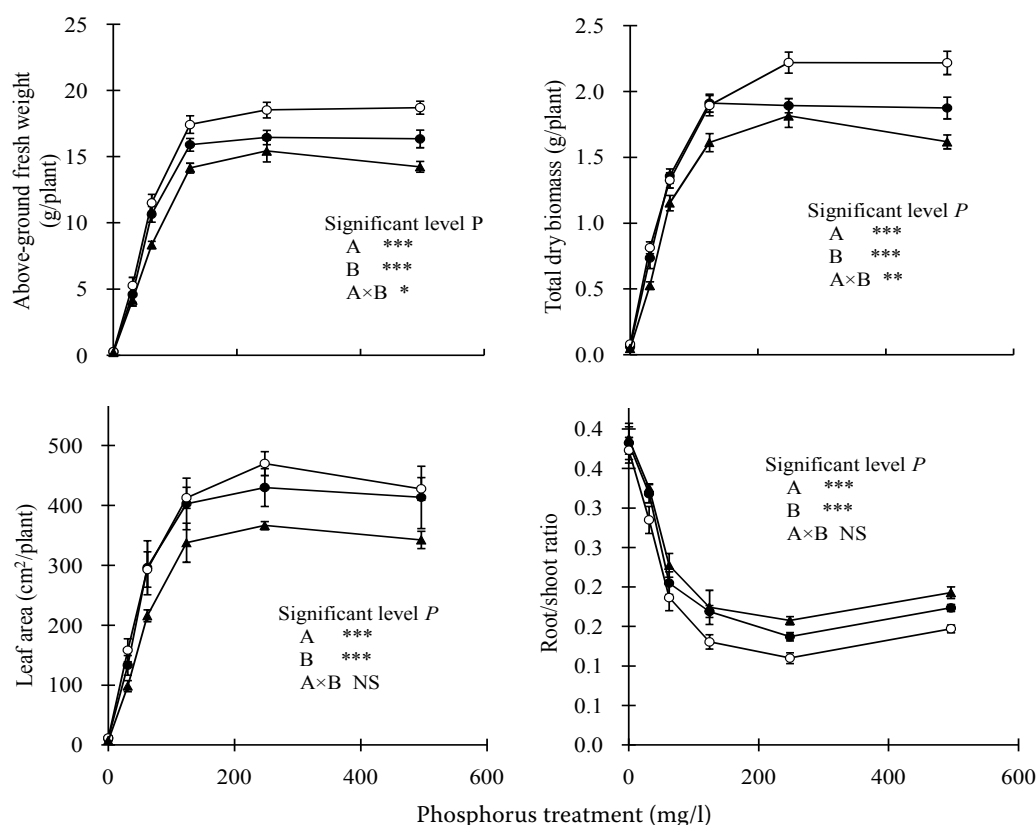 Above-ground fresh weight
(g/plant)
25
20
15
10
5
0
Significant level P
A ***
B ***
A×B *
Total dry biomass (g/plant)
2.5
2.0
1.5
1.0
0.5
0.0
Significant level P
A ***
B ***
A×B **
Leaf area (cm²/plant)
500
400
300
200
100
0
Significant level P
A ***
B ***
A×B NS
0
200
400
600
Root/shoot ratio
0.4
0.4
0.3
0.3
0.2
0.2
0.1
0.1
0.0
Significant level P
A ***
B ***
A×B NS
0
200
400
600
Phosphorus treatment (mg/l)